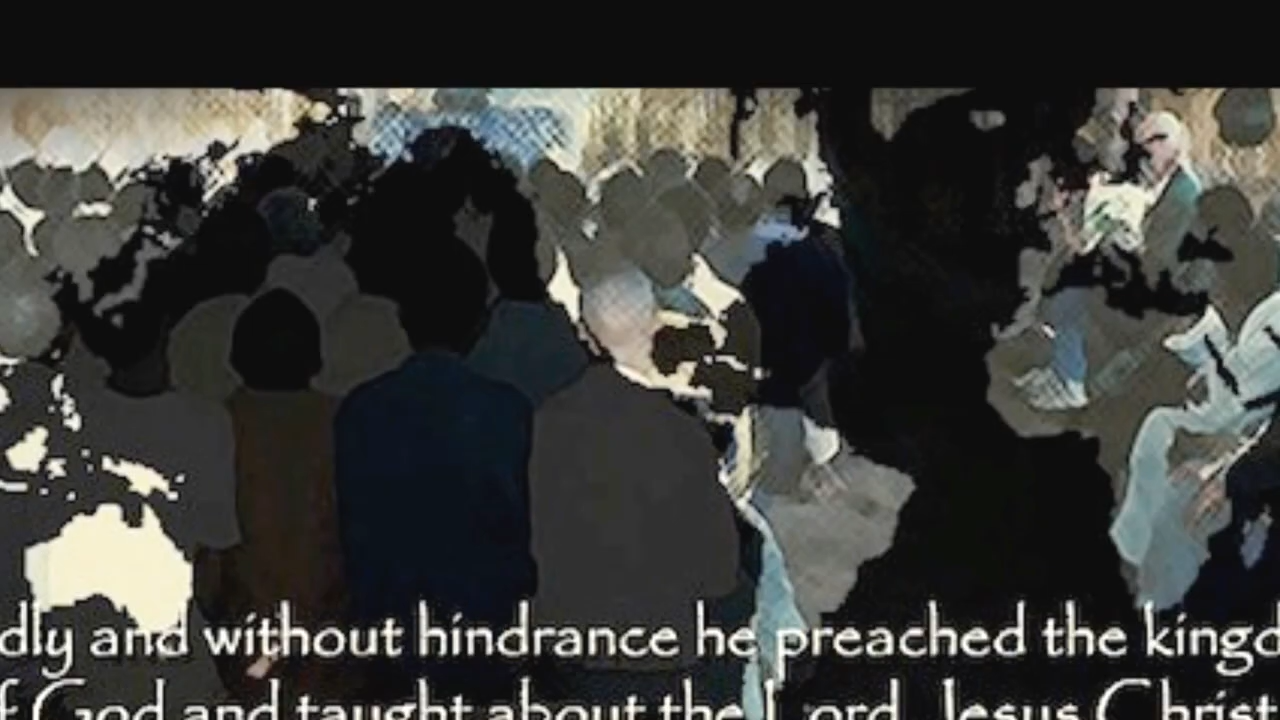 dly and without hindrance he preached the kingd
f God and taught about the Lord Jesus Christ